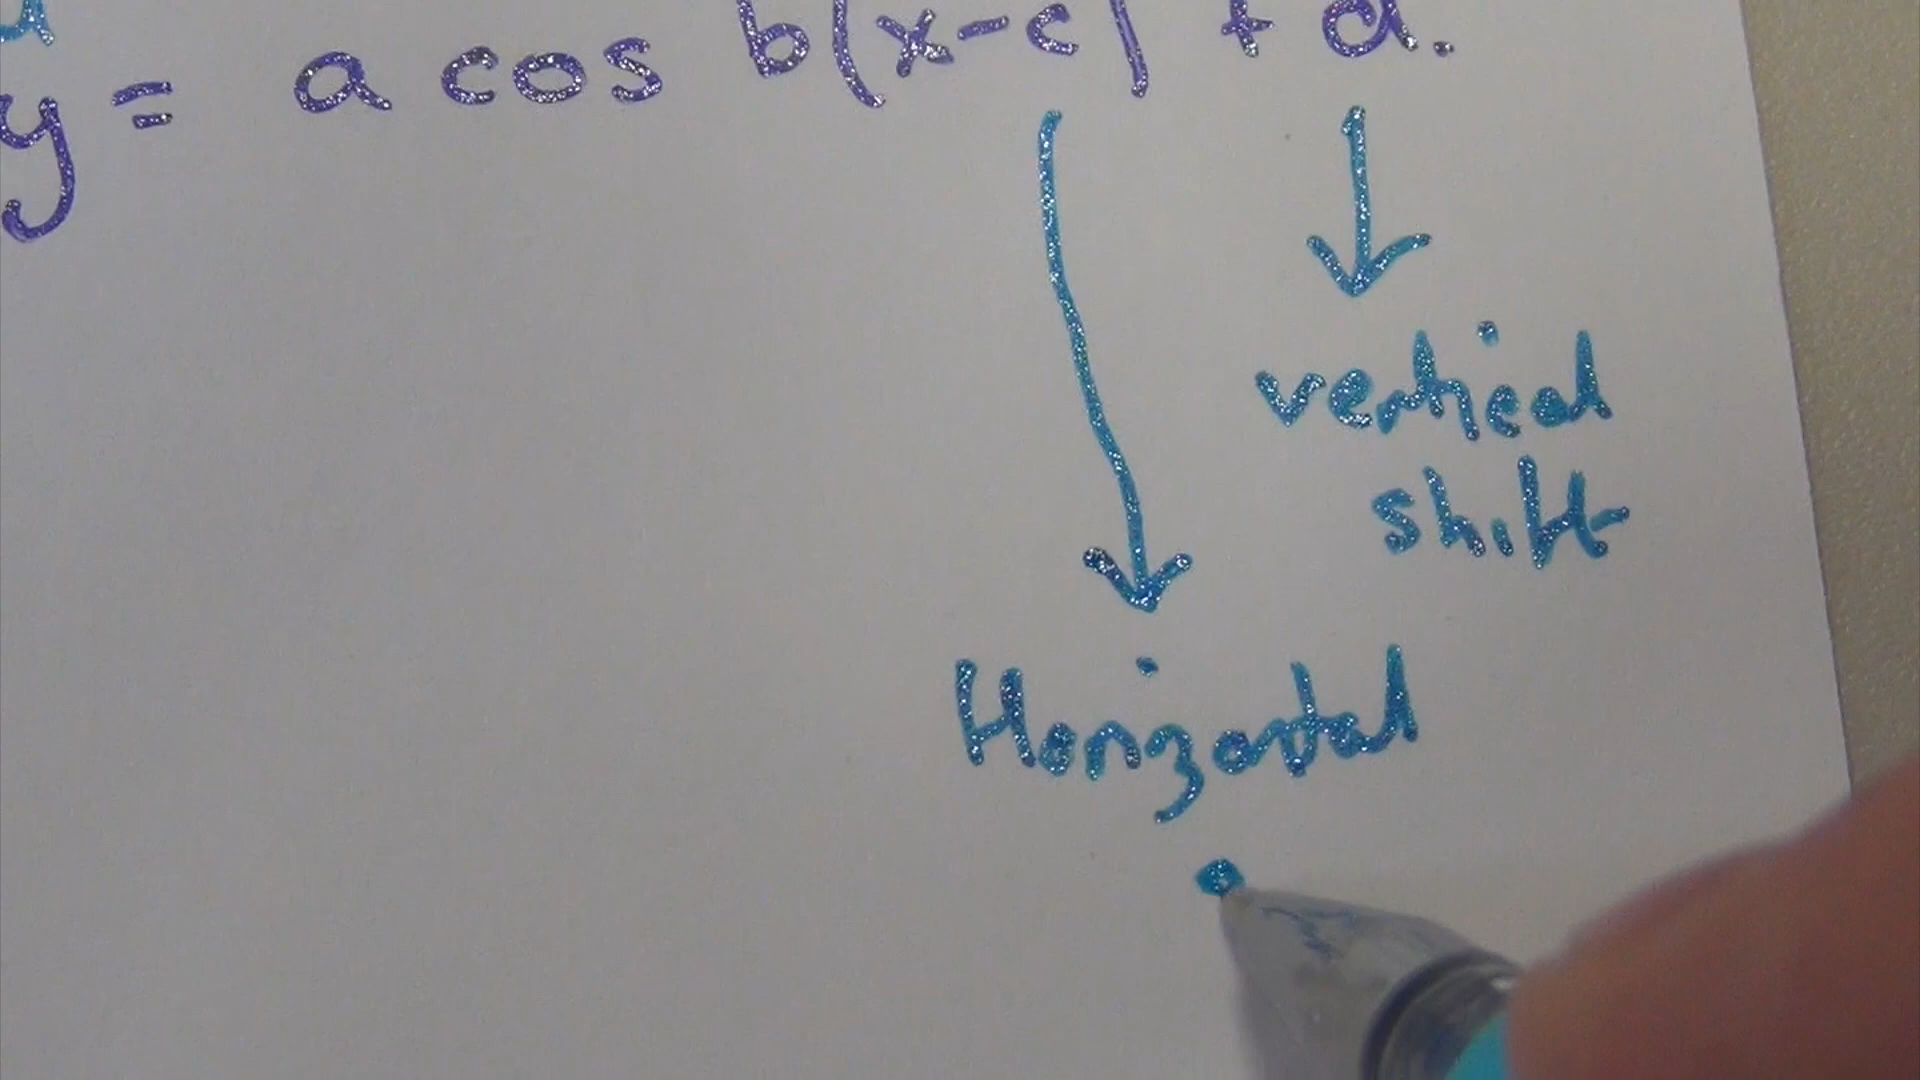 y = a cos b(x-c) + d.
vertical
shift
Horizontal